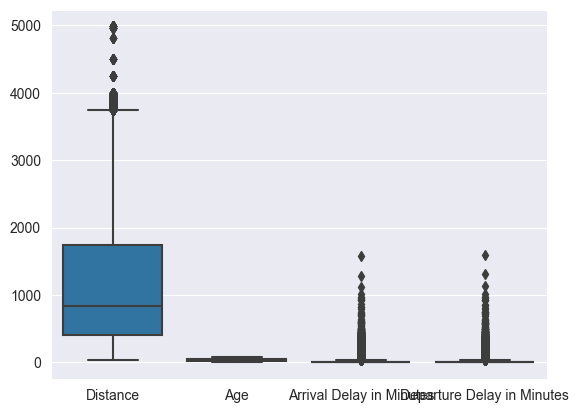 5000
4000
3000
2000
1000
0
Distance
Age
Arrival Delay in Minutes
Departure Delay in Minutes